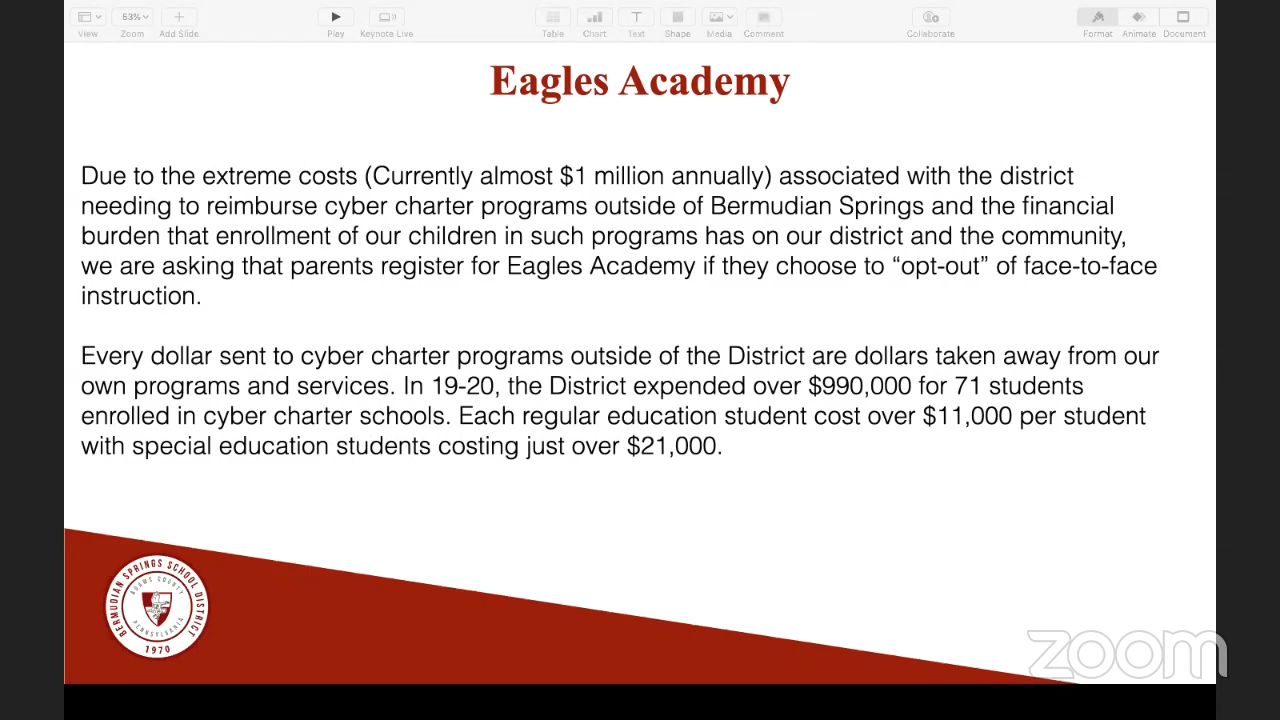 View
53%
Zoom
Add Slide
Play
Keynote Live
Table
Chart
Text
Shape
Media
Comment
Collaborate
Format
Animate
Document
Eagles Academy
Due to the extreme costs (Currently almost $1 million annually) associated with the district
needing to reimburse cyber charter programs outside of Bermudian Springs and the financial
burden that enrollment of our children in such programs has on our district and the community,
we are asking that parents register for Eagles Academy if they choose to “opt-out” of face-to-face
instruction.
Every dollar sent to cyber charter programs outside of the District are dollars taken away from our
own programs and services. In 19-20, the District expended over $990,000 for 71 students
enrolled in cyber charter schools. Each regular education student cost over $11,000 per student
with special education students costing just over $21,000.
BERMUDIAN SPRINGS SCHOOL DISTRICT
ADAMS COUNTY
PENNSYLVANIA
1970
zoom